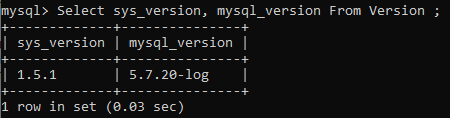 mysql> Select sys_version, mysql_version From Version ;
+-------------+---------------+
| sys_version | mysql_version |
+-------------+---------------+
| 1.5.1       | 5.7.20-log    |
+-------------+---------------+
1 row in set (0.03 sec)